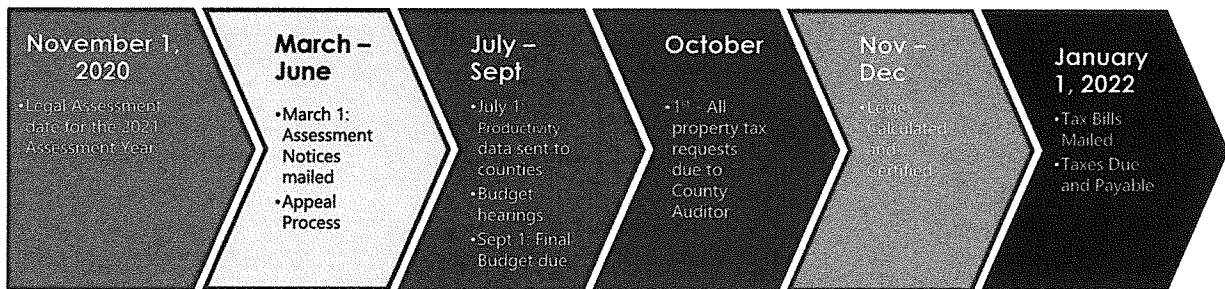 November 1,
2020
•Legal Assessment
date for the 2021
Assessment Year
March –
June
•March 1:
Assessment
Notices
mailed
•Appeal
Process
July –
Sept
•July 1:
Productivity
data sent to
counties
•Budget
hearings
•Sept 1: Final
Budget due
October
•1st - All
property tax
requests
due to
County
Auditor
Nov –
Dec
•Levies
Calculated
and
Certified
January
1, 2022
•Tax Bills
Mailed
•Taxes Due
and Payable